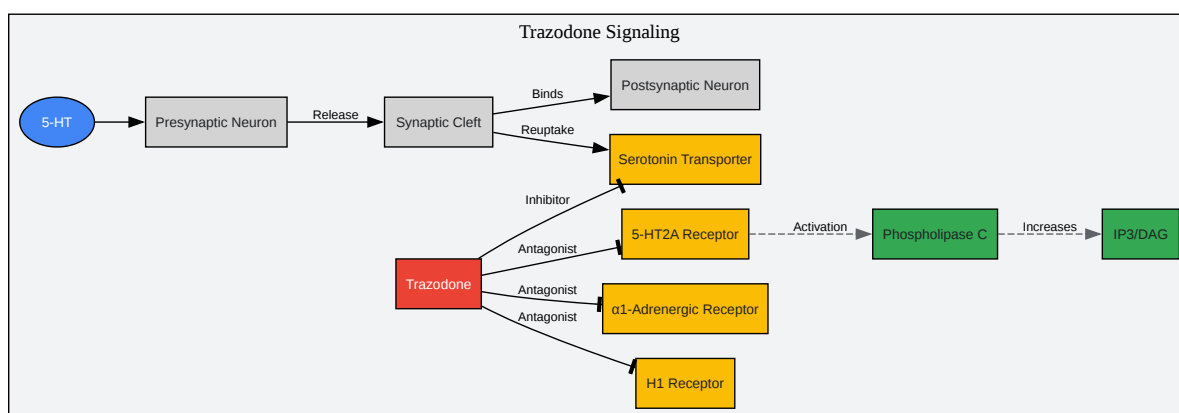 Trazodone Signaling
5-HT
Presynaptic Neuron
Release
Synaptic Cleft
Binds
Postsynaptic Neuron
Reuptake
Serotonin Transporter
Inhibitor
Trazodone
Antagonist
5-HT2A Receptor
Activation
Phospholipase C
Increases
IP3/DAG
Antagonist
α1-Adrenergic Receptor
Antagonist
H1 Receptor